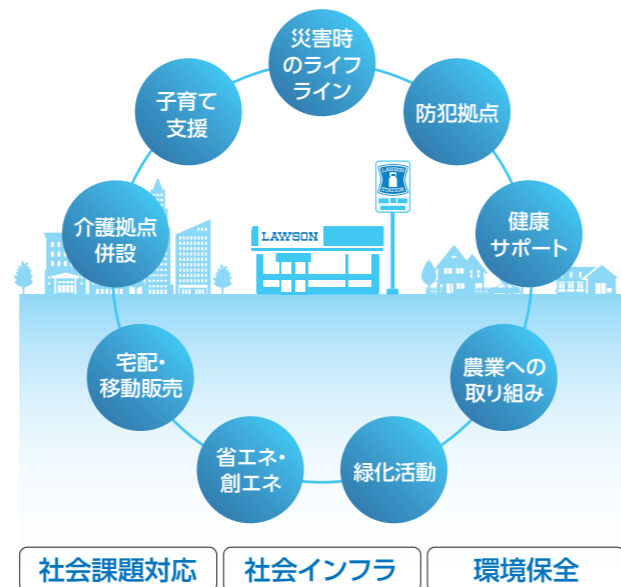 災害時
のライフ
ライン
子育て
支援
防犯拠点
介護拠点
併設
LAWSON
LAWSON
STATION
健康
サポート
宅配・
移動販売
農業への
取り組み
省エネ・
創エネ
緑化活動
社会課題対応
社会インフラ
環境保全